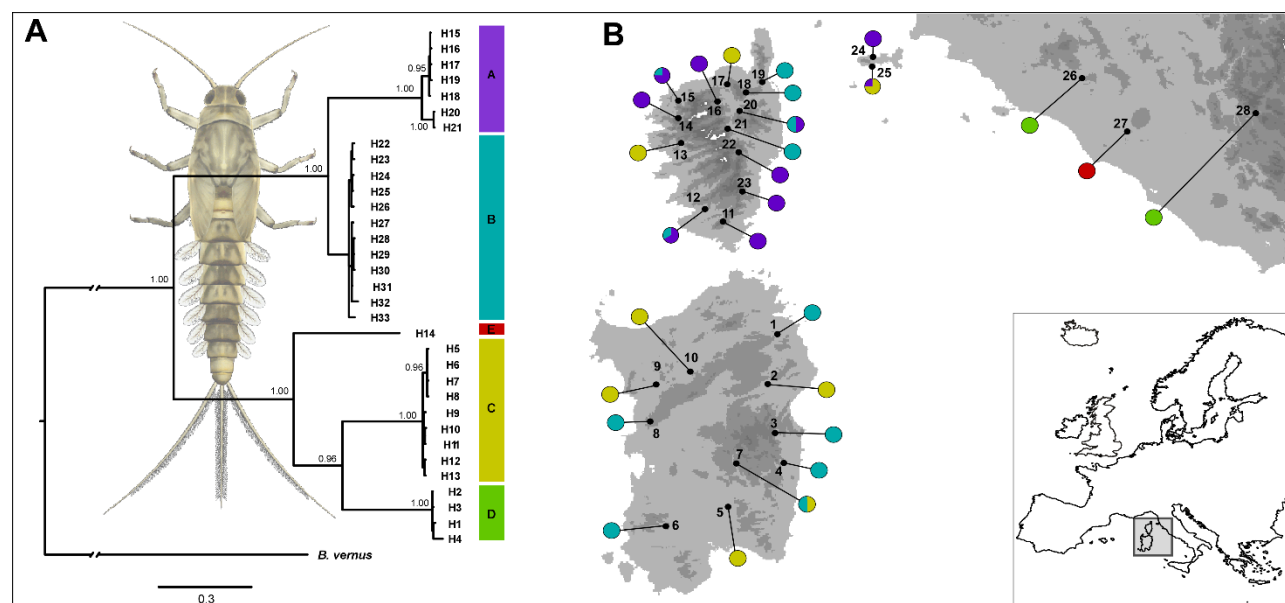 A
H15
H16
0.95
H17
A
1.00
H19
H18
H20
1.00
H21
1.00
H22
H23
H24
H25
H26
H27
B
H28
H29
H30
H31
H32
H33
1.00
E
H14
H5
0.96
H6
H7
1.00
H8
C
1.00
H9
H10
H11
H12
H13
0.96
H2
1.00
H3
D
H1
H4
B. vernus
0.3
B
24
25
26
28
27
19
17
18
15
16
20
14
21
13
22
23
12
11
1
10
9
2
8
3
7
4
5
6